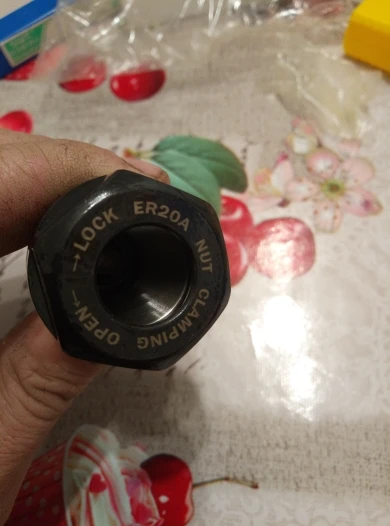 ←LOCK ER20A NUT CLAMPING OPEN→